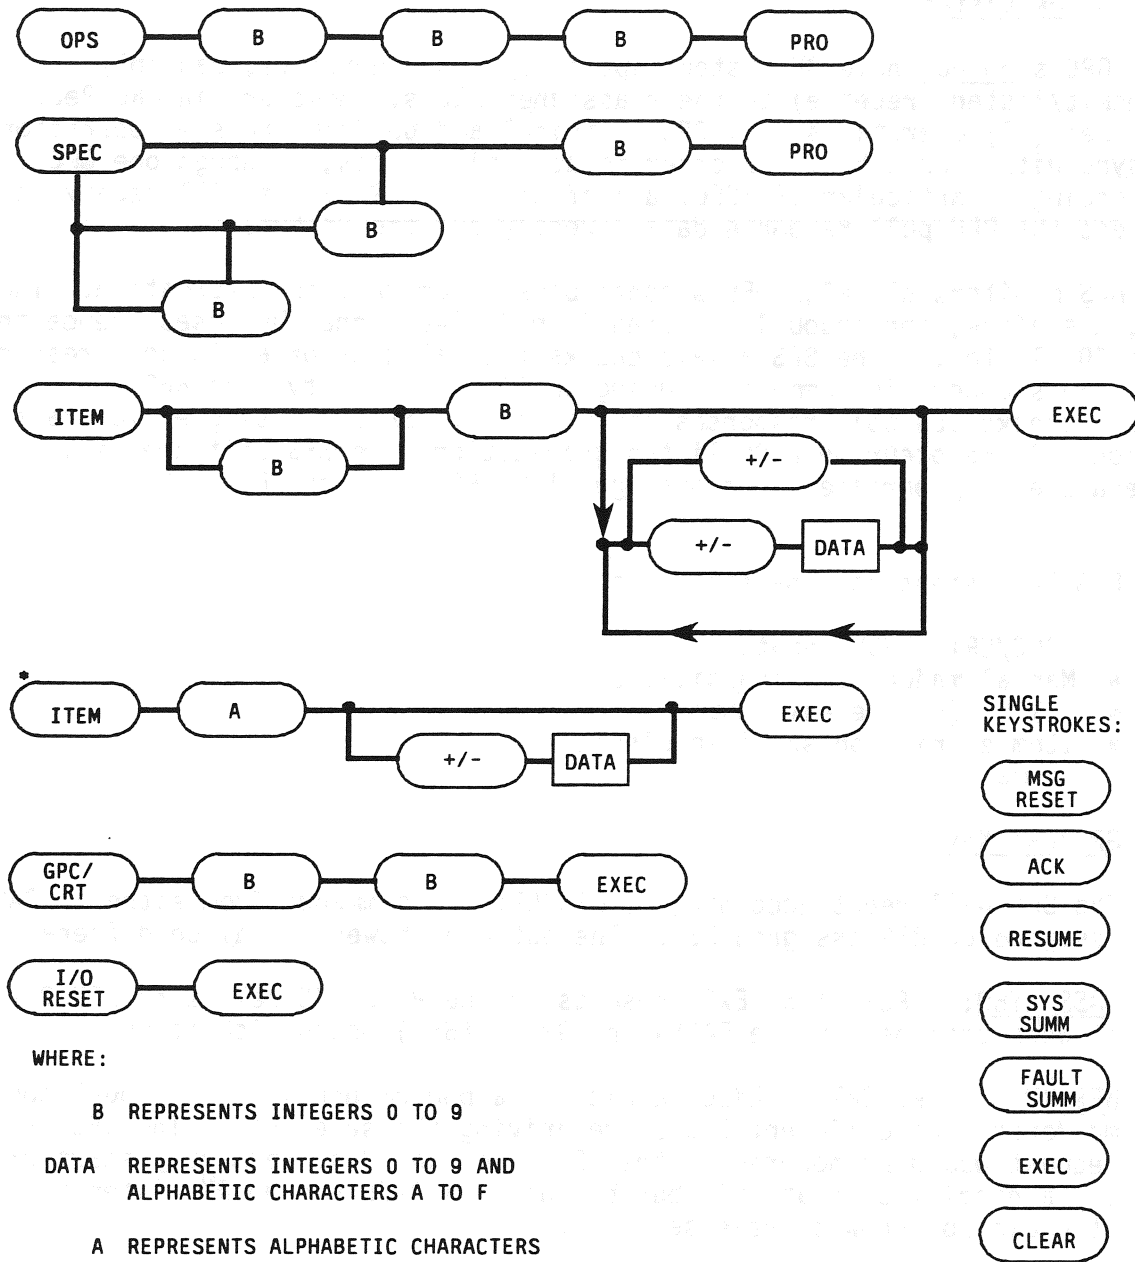 OPS B B B PRO
SPEC B PRO
B
B
ITEM B EXEC
B +/-
+/- DATA
*
ITEM A EXEC
+/- DATA
GPC/
CRT B B EXEC
I/O
RESET EXEC
WHERE:
B REPRESENTS INTEGERS 0 TO 9
DATA REPRESENTS INTEGERS 0 TO 9 AND
ALPHABETIC CHARACTERS A TO F
A REPRESENTS ALPHABETIC CHARACTERS
SINGLE
KEYSTROKES:
MSG
RESET
ACK
RESUME
SYS
SUMM
FAULT
SUMM
EXEC
CLEAR